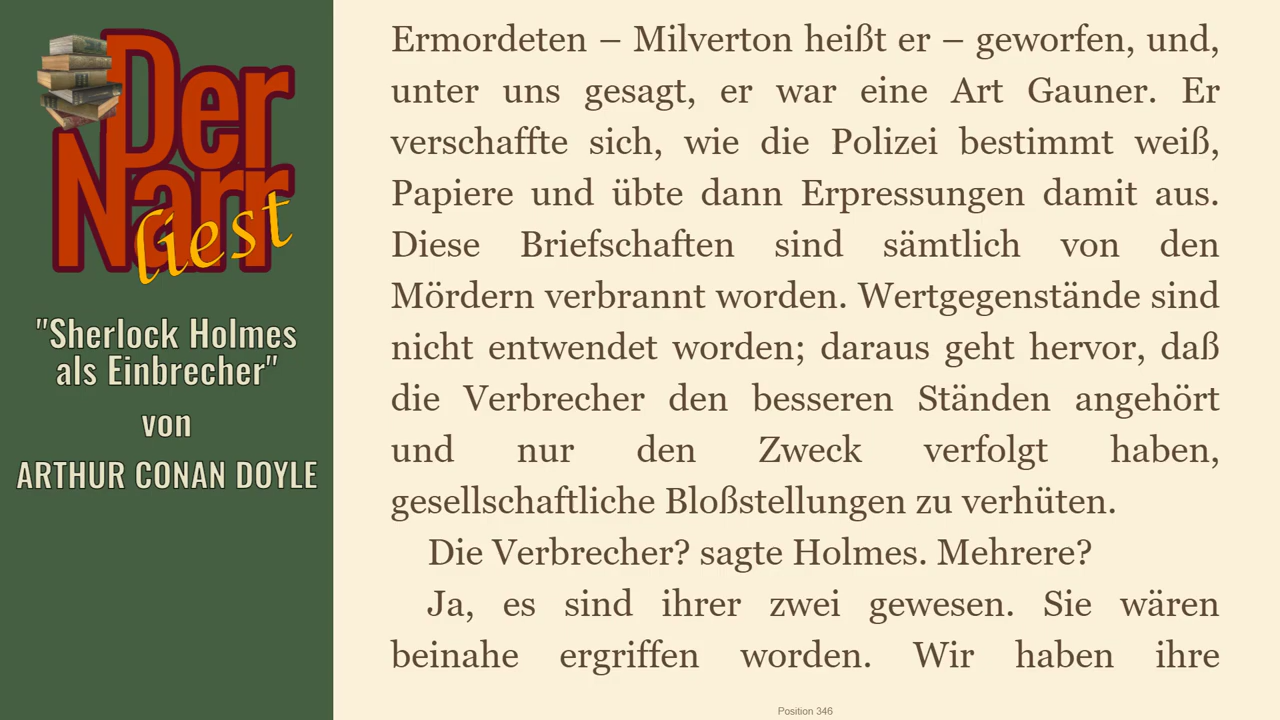 Der
Narr
liest
"Sherlock Holmes
als Einbrecher"
von
ARTHUR CONAN DOYLE
Ermordeten – Milverton heißt er – geworfen, und,
unter uns gesagt, er war eine Art Gauner. Er
verschaffte sich, wie die Polizei bestimmt weiß,
Papiere und übte dann Erpressungen damit aus.
Diese Briefschaften sind sämtlich von den
Mördern verbrannt worden. Wertgegenstände sind
nicht entwendet worden; daraus geht hervor, daß
die Verbrecher den besseren Ständen angehört
und nur den Zweck verfolgt haben,
gesellschaftliche Bloßstellungen zu verhüten.
Die Verbrecher? sagte Holmes. Mehrere?
Ja, es sind ihrer zwei gewesen. Sie wären
beinahe ergriffen worden. Wir haben ihre
Position 346